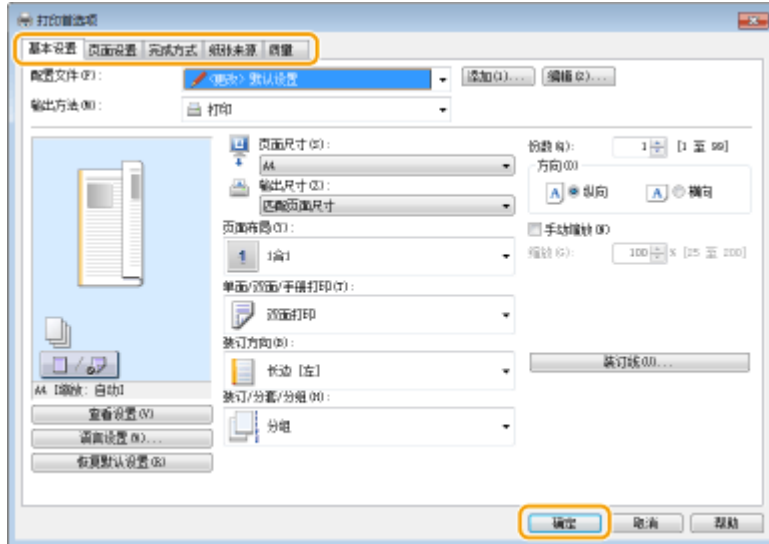 打印首选项
基本设置 页面设置 完成方式 纸张来源 质量
配置文件(F):
<更改> 默认设置
添加(1)... 编辑(2)...
输出方法(M):
打印
页面尺寸(S):
A4
输出尺寸(Z):
匹配页面尺寸
页面布局(Y):
1 1合1
单面/双面/手册打印(T):
双面打印
装订方向(B):
长边 [左]
装订/分套/分组(H):
分组
份数(Q): 1 [1 至 99]
方向(O)
A 纵向 A 横向
手动缩放(W)
缩放(G): 100 % [25 至 200]
装订线(U)...
A4 [缩放: 自动]
查看设置(V)
语言设置(N)...
恢复默认设置(R)
确定 取消 帮助